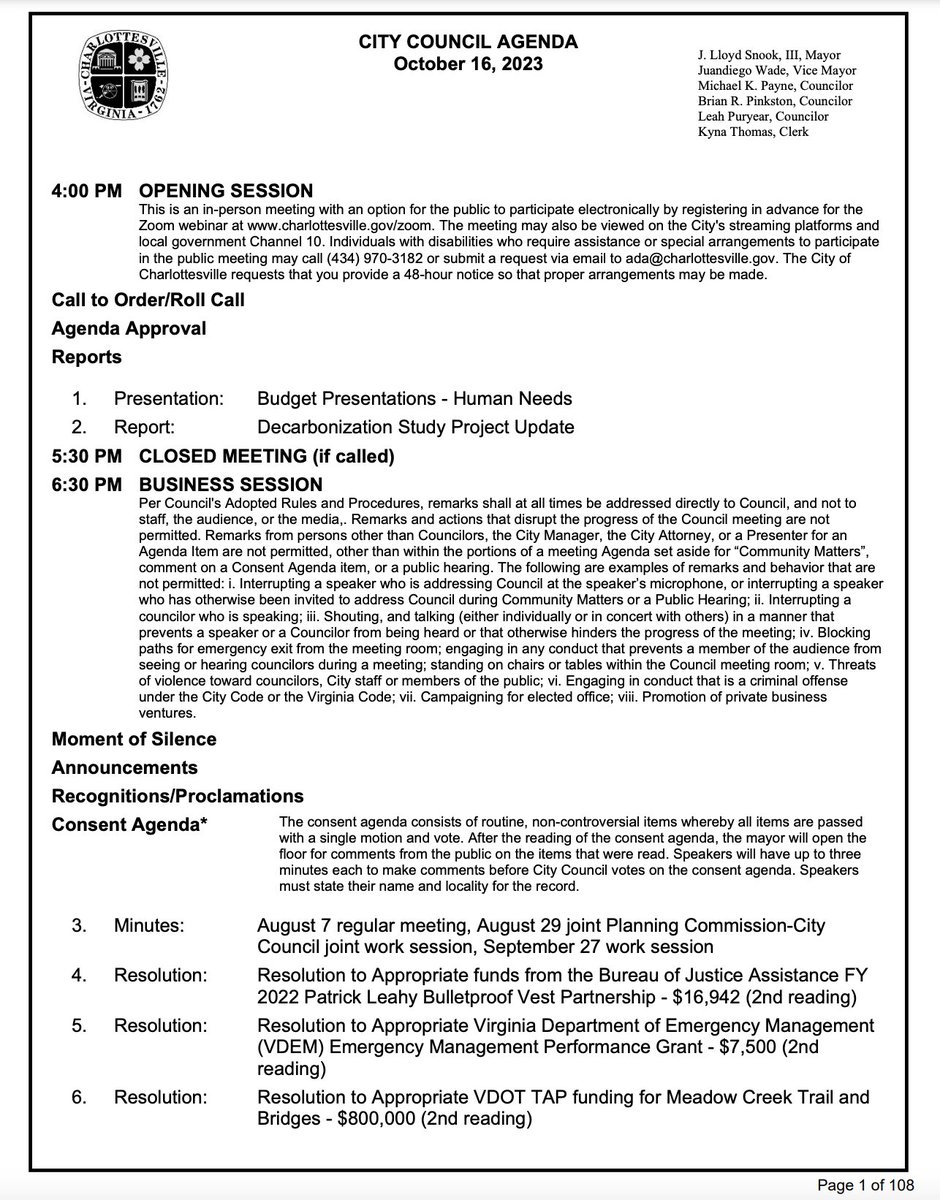 CHARLOTTESVILLE
VIRGINIA - 1762
CITY COUNCIL AGENDA
October 16, 2023
J. Lloyd Snook, III, Mayor
Juandiego Wade, Vice Mayor
Michael K. Payne, Councilor
Brian R. Pinkston, Councilor
Leah Puryear, Councilor
Kyna Thomas, Clerk
4:00 PM OPENING SESSION
This is an in-person meeting with an option for the public to participate electronically by registering in advance for the
Zoom webinar at www.charlottesville.gov/zoom. The meeting may also be viewed on the City's streaming platforms and
local government Channel 10. Individuals with disabilities who require assistance or special arrangements to participate
in the public meeting may call (434) 970-3182 or submit a request via email to ada@charlottesville.gov. The City of
Charlottesville requests that you provide a 48-hour notice so that proper arrangements may be made.
Call to Order/Roll Call
Agenda Approval
Reports
1. Presentation: Budget Presentations - Human Needs
2. Report: Decarbonization Study Project Update
5:30 PM CLOSED MEETING (if called)
6:30 PM BUSINESS SESSION
Per Council's Adopted Rules and Procedures, remarks shall at all times be addressed directly to Council, and not to
staff, the audience, or the media,. Remarks and actions that disrupt the progress of the Council meeting are not
permitted. Remarks from persons other than Councilors, the City Manager, the City Attorney, or a Presenter for an
Agenda Item are not permitted, other than within the portions of a meeting Agenda set aside for “Community Matters”,
comment on a Consent Agenda item, or a public hearing. The following are examples of remarks and behavior that are
not permitted: i. Interrupting a speaker who is addressing Council at the speaker’s microphone, or interrupting a speaker
who has otherwise been invited to address Council during Community Matters or a Public Hearing; ii. Interrupting a
councilor who is speaking; iii. Shouting, and talking (either individually or in concert with others) in a manner that
prevents a speaker or a Councilor from being heard or that otherwise hinders the progress of the meeting; iv. Blocking
paths for emergency exit from the meeting room; engaging in any conduct that prevents a member of the audience from
seeing or hearing councilors during a meeting; standing on chairs or tables within the Council meeting room; v. Threats
of violence toward councilors, City staff or members of the public; vi. Engaging in conduct that is a criminal offense
under the City Code or the Virginia Code; vii. Campaigning for elected office; viii. Promotion of private business
ventures.
Moment of Silence
Announcements
Recognitions/Proclamations
Consent Agenda*
The consent agenda consists of routine, non-controversial items whereby all items are passed
with a single motion and vote. After the reading of the consent agenda, the mayor will open the
floor for comments from the public on the items that were read. Speakers will have up to three
minutes each to make comments before City Council votes on the consent agenda. Speakers
must state their name and locality for the record.
3. Minutes: August 7 regular meeting, August 29 joint Planning Commission-City
Council joint work session, September 27 work session
4. Resolution: Resolution to Appropriate funds from the Bureau of Justice Assistance FY
2022 Patrick Leahy Bulletproof Vest Partnership - $16,942 (2nd reading)
5. Resolution: Resolution to Appropriate Virginia Department of Emergency Management
(VDEM) Emergency Management Performance Grant - $7,500 (2nd
reading)
6. Resolution: Resolution to Appropriate VDOT TAP funding for Meadow Creek Trail and
Bridges - $800,000 (2nd reading)
Page 1 of 108